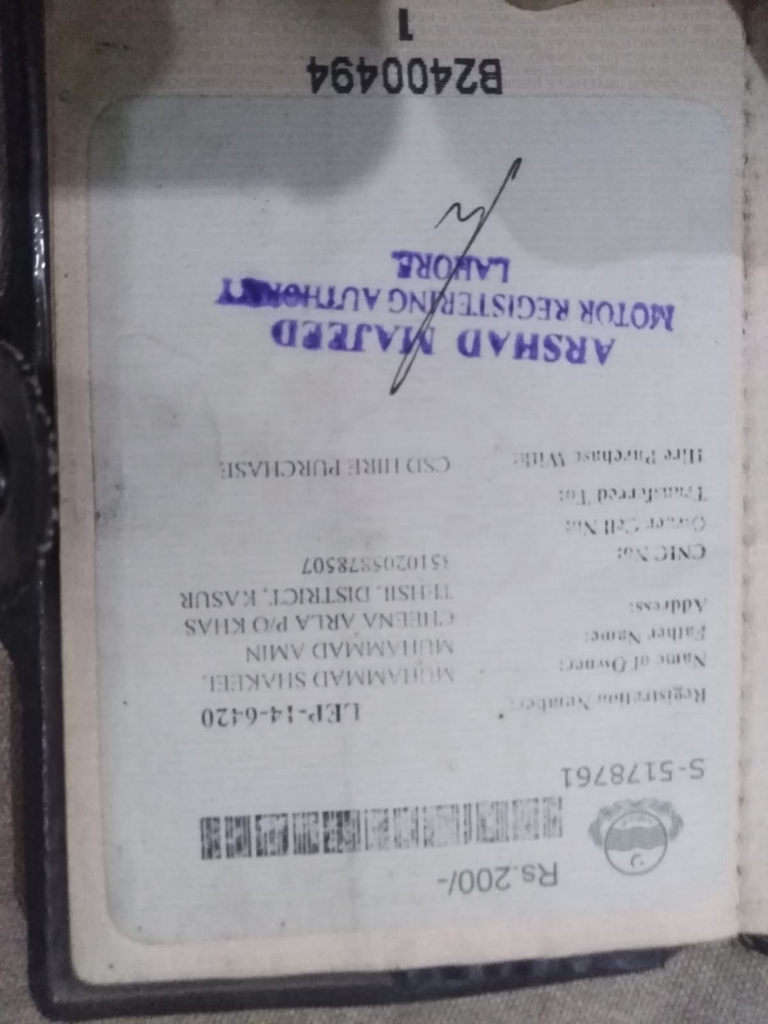 Rs.200/-
S-5178761
Registration Number: LEP-14-6420
Name of Owner: MUHAMMAD SHAKEEL
Father Name: MUHAMMAD AMIN
Address: CHEENA ARLA P/O KHAS
TEHSIL DISTRICT, KASUR
CNIC No: 3510205878507
Owner Cell No:
Transferred To:
Hire Purchase With: CSD HIRE PURCHASE
ARSHAD MAJEED
MOTOR REGISTERING AUTHORITY
LAHORE.
B2400494
1